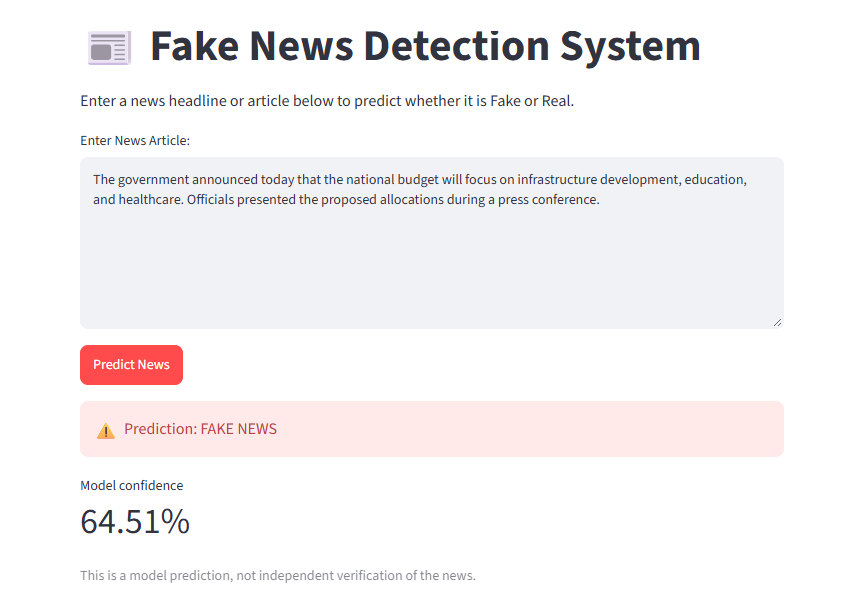 Fake News Detection System
Enter a news headline or article below to predict whether it is Fake or Real.
Enter News Article:
The government announced today that the national budget will focus on infrastructure development, education,
and healthcare. Officials presented the proposed allocations during a press conference.
Predict News
Prediction: FAKE NEWS
Model confidence
64.51%
This is a model prediction, not independent verification of the news.